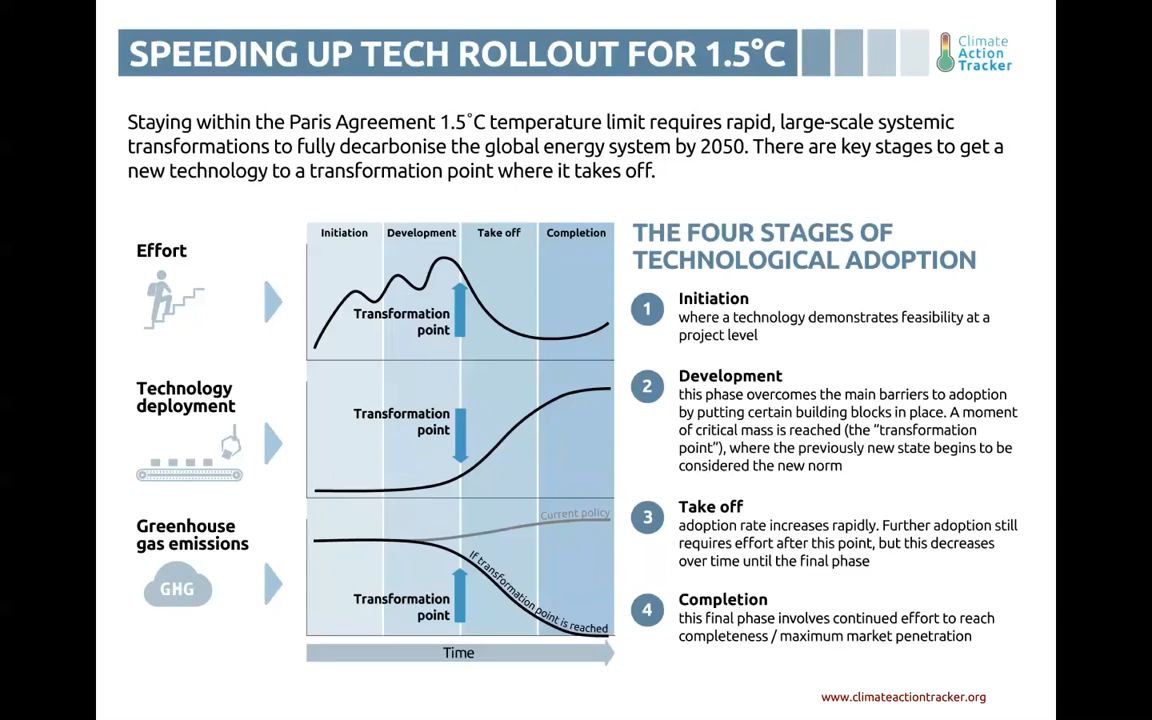 SPEEDING UP TECH ROLLOUT FOR 1.5°C
Climate
Action
Tracker
Staying within the Paris Agreement 1.5°C temperature limit requires rapid, large-scale systemic
transformations to fully decarbonise the global energy system by 2050. There are key stages to get a
new technology to a transformation point where it takes off.
Effort
Initiation
Development
Take off
Completion
Transformation
point
Technology
deployment
Transformation
point
Greenhouse
gas emissions
GHG
Current policy
If transformation point is reached
Transformation
point
Time
THE FOUR STAGES OF
TECHNOLOGICAL ADOPTION
1
Initiation
where a technology demonstrates feasibility at a
project level
2
Development
this phase overcomes the main barriers to adoption
by putting certain building blocks in place. A moment
of critical mass is reached (the “transformation
point”), where the previously new state begins to be
considered the new norm
3
Take off
adoption rate increases rapidly. Further adoption still
requires effort after this point, but this decreases
over time until the final phase
4
Completion
this final phase involves continued effort to reach
completeness / maximum market penetration
www.climateactiontracker.org